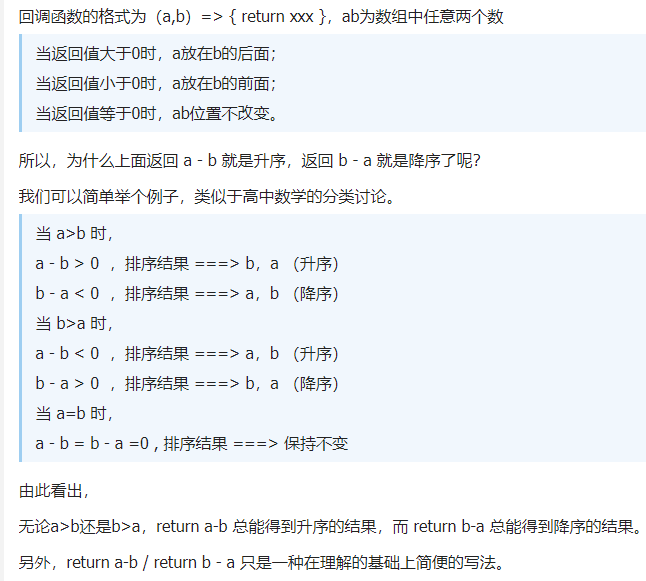 回调函数的格式为（a,b）=> { return xxx }，ab为数组中任意两个数
当返回值大于0时，a放在b的后面；
当返回值小于0时，a放在b的前面；
当返回值等于0时，ab位置不改变。
所以，为什么上面返回 a - b 就是升序，返回 b - a 就是降序了呢？
我们可以简单举个例子，类似于高中数学的分类讨论。
当 a>b 时，
a - b > 0 ，排序结果 ===> b，a （升序）
b - a < 0 ，排序结果 ===> a，b （降序）
当 b>a 时，
a - b < 0 ，排序结果 ===> a，b （升序）
b - a > 0 ，排序结果 ===> b，a （降序）
当 a=b 时，
a - b = b - a =0 , 排序结果 ===> 保持不变
由此看出，
无论a>b还是b>a，return a-b 总能得到升序的结果，而 return b-a 总能得到降序的结果。
另外，return a-b / return b - a 只是一种在理解的基础上简便的写法。